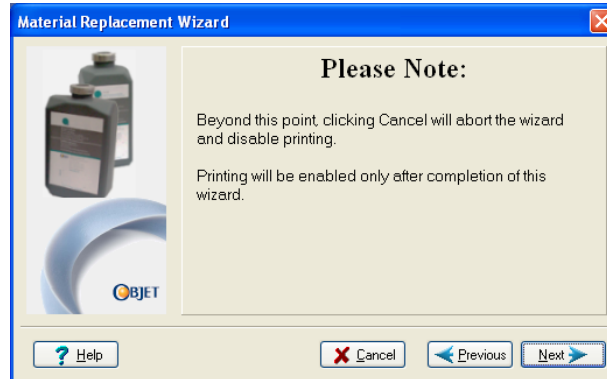 Material Replacement Wizard
Please Note:
Beyond this point, clicking Cancel will abort the wizard
and disable printing.
Printing will be enabled only after completion of this
wizard.
OBJET
Help
Cancel
Previous
Next